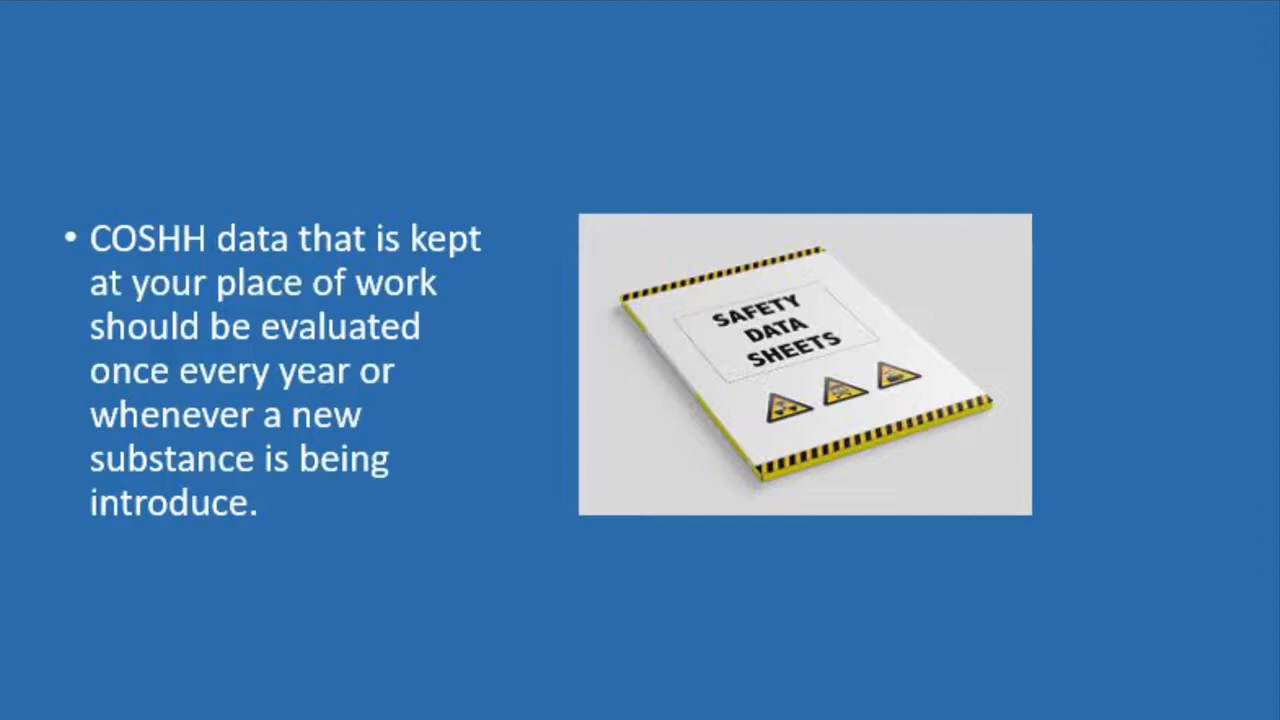 • COSHH data that is kept
at your place of work
should be evaluated
once every year or
whenever a new
substance is being
introduce.
SAFETY
DATA
SHEETS